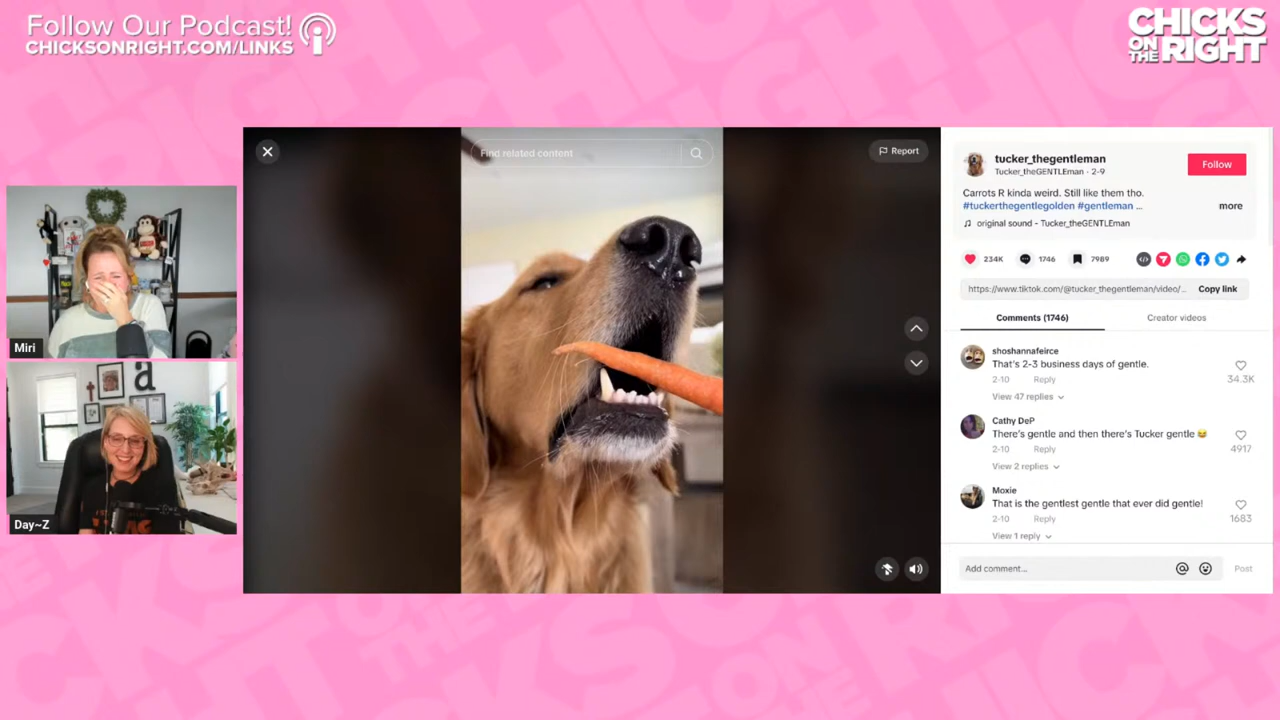 Follow Our Podcast!
CHICKSONRIGHT.COM/LINKS
CHICKS
ON THE RIGHT
Find related content
Report
tucker_thegentleman
Tucker_theGENTLEman · 2-9
Follow
Carrots R kinda weird. Still like them tho.
#tuckerthegentlegolden #gentleman ...
more
original sound - Tucker_theGENTLEman
234K
1746
7989
https://www.tiktok.com/@tucker_thegentleman/video/...
Copy link
Comments (1746)
Creator videos
shoshannafeirce
That's 2-3 business days of gentle.
2-10 Reply
34.3K
View 47 replies
Cathy DeP
There's gentle and then there's Tucker gentle 😂
2-10 Reply
4917
View 2 replies
Moxie
That is the gentlest gentle that ever did gentle!
2-10 Reply
1683
View 1 reply
Add comment...
Post
Miri
a
Day~Z